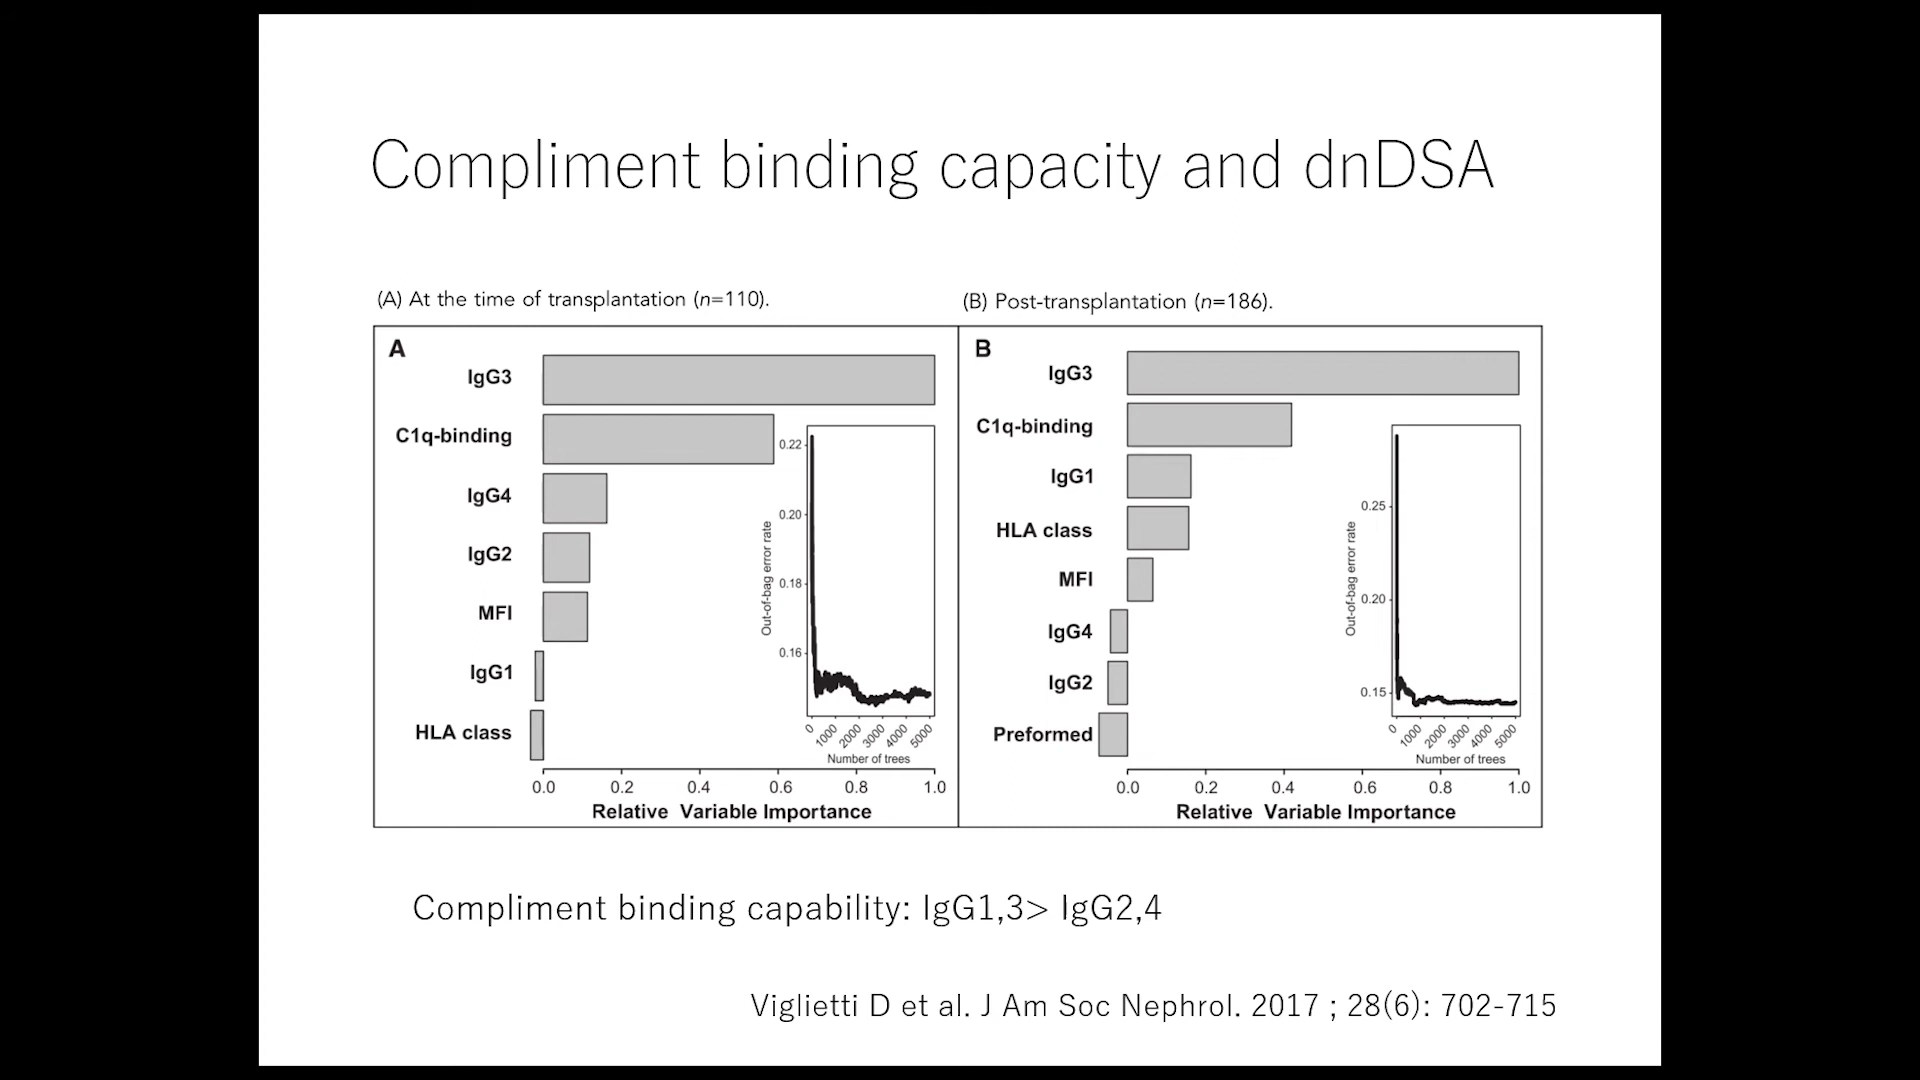 Compliment binding capacity and dnDSA
(A) At the time of transplantation (n=110).
(B) Post-transplantation (n=186).
A
IgG3
C1q-binding
IgG4
IgG2
MFI
IgG1
HLA class
0.22
0.20
0.18
0.16
Out-of-bag error rate
0 1000 2000 3000 4000 5000
Number of trees
0.0 0.2 0.4 0.6 0.8 1.0
Relative Variable Importance
B
IgG3
C1q-binding
IgG1
HLA class
MFI
IgG4
IgG2
Preformed
0.25
0.20
0.15
Out-of-bag error rate
0 1000 2000 3000 4000 5000
Number of trees
0.0 0.2 0.4 0.6 0.8 1.0
Relative Variable Importance
Compliment binding capability: IgG1,3> IgG2,4
Viglietti D et al. J Am Soc Nephrol. 2017 ; 28(6): 702-715